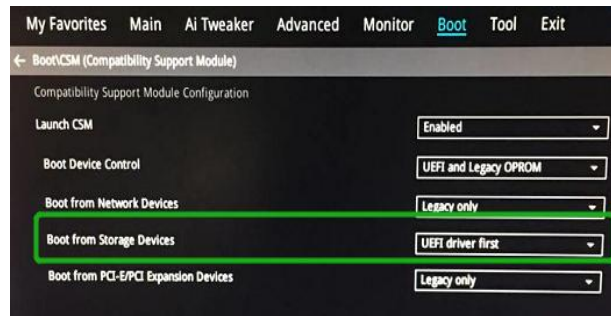 My Favorites Main Ai Tweaker Advanced Monitor Boot Tool Exit
← Boot\CSM (Compatibility Support Module)
Compatibility Support Module Configuration
Launch CSM Enabled
Boot Device Control UEFI and Legacy OPROM
Boot from Network Devices Legacy only
Boot from Storage Devices UEFI driver first
Boot from PCI-E/PCI Expansion Devices Legacy only